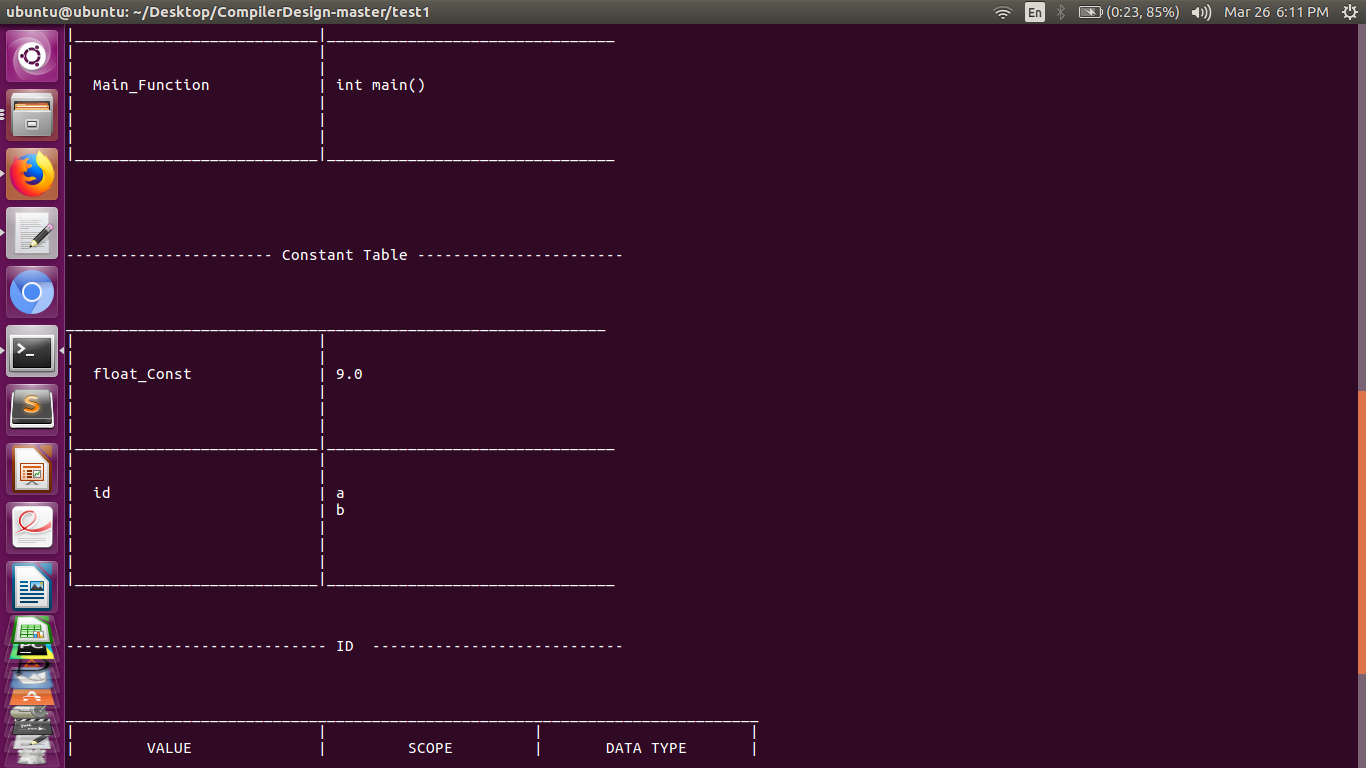 ubuntu@ubuntu: ~/Desktop/CompilerDesign-master/test1
En (0:23, 85%) Mar 26 6:11 PM
Main_Function | int main()
----------------------- Constant Table -----------------------
float_Const | 9.0
id | a
b
----------------------------- ID ----------------------------
| VALUE | SCOPE | DATA TYPE |